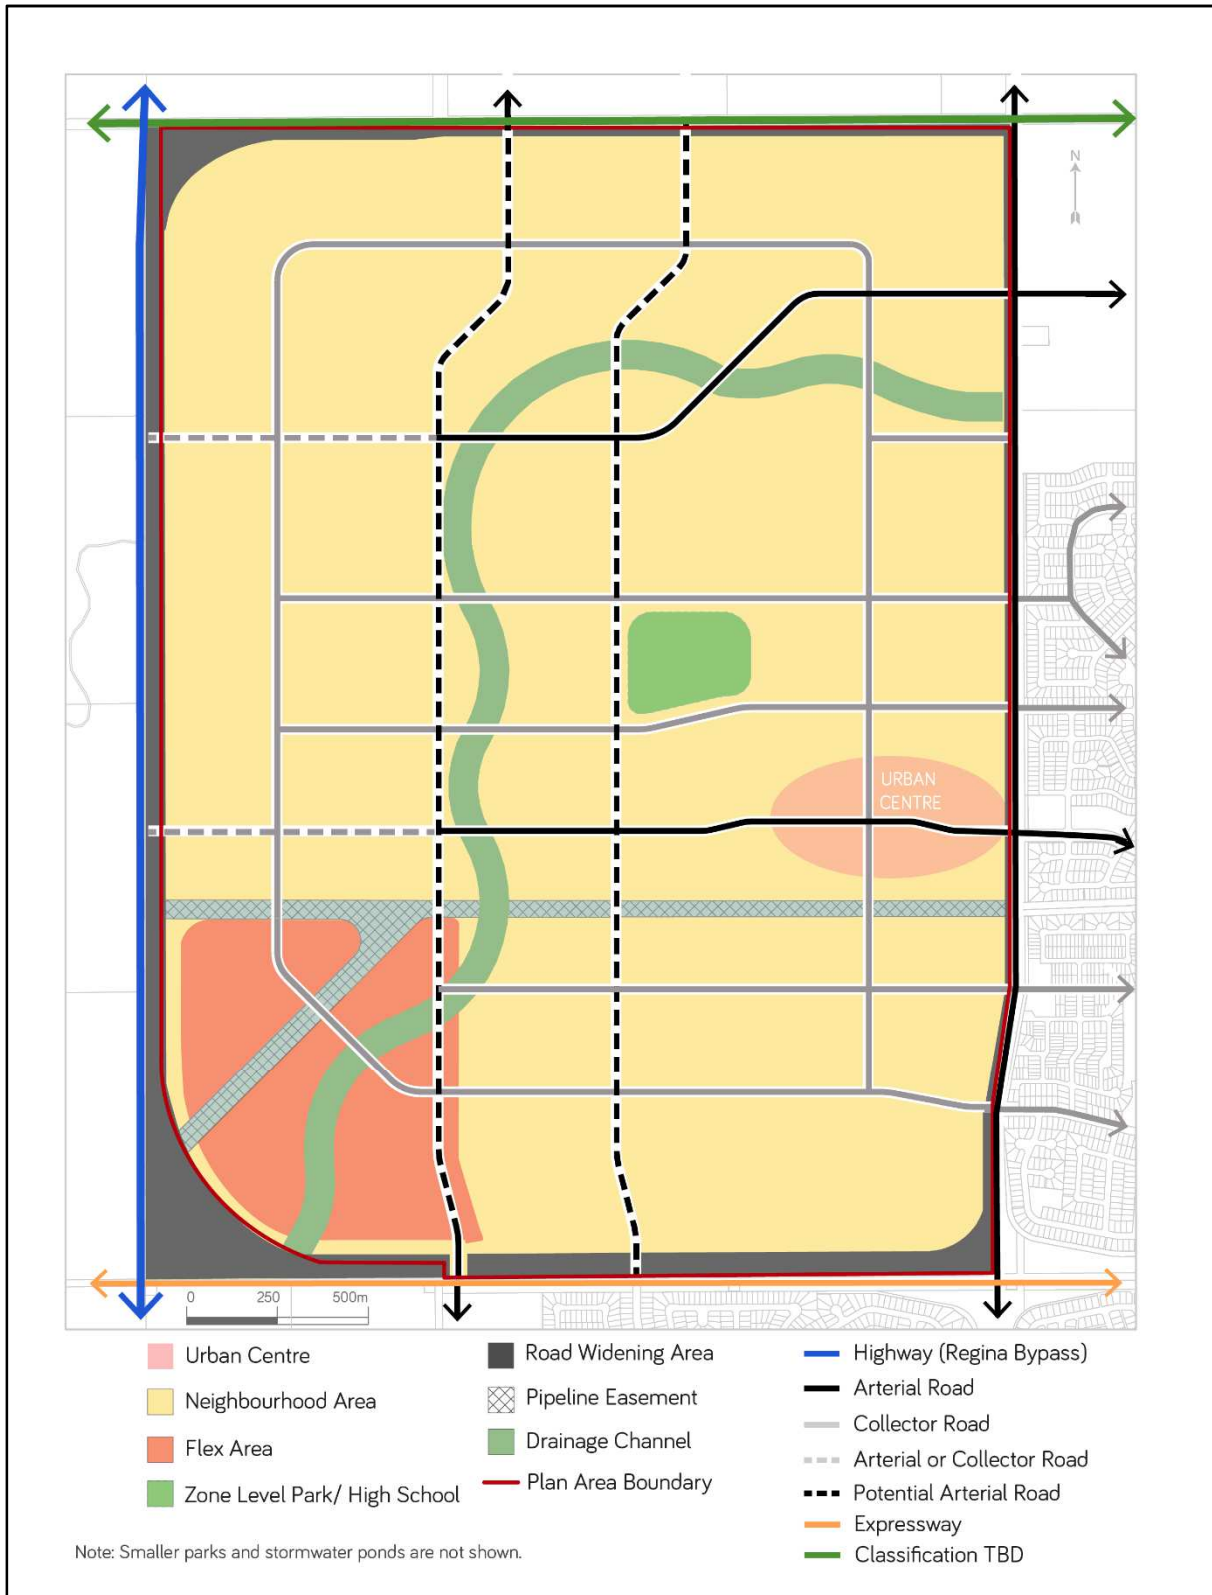 N
URBAN
CENTRE
0 250 500m
Urban Centre
Neighbourhood Area
Flex Area
Zone Level Park/ High School
Road Widening Area
Pipeline Easement
Drainage Channel
Plan Area Boundary
Highway (Regina Bypass)
Arterial Road
Collector Road
Arterial or Collector Road
Potential Arterial Road
Expressway
Classification TBD
Note: Smaller parks and stormwater ponds are not shown.